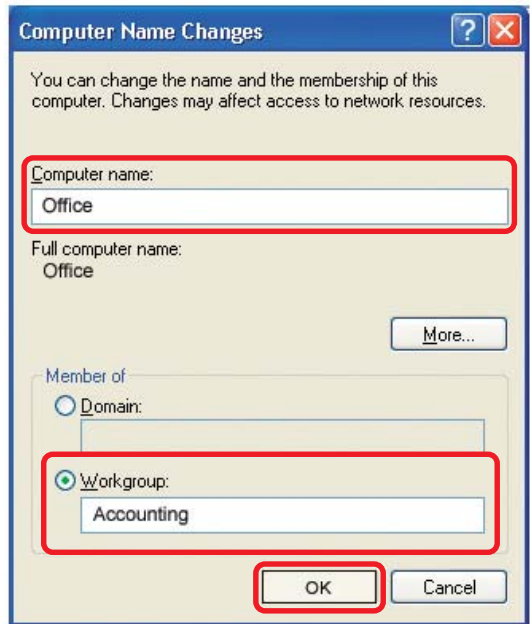 Computer Name Changes
You can change the name and the membership of this
computer. Changes may affect access to network resources.
Computer name:
Office
Full computer name:
Office
More...
Member of
Domain:
Workgroup:
Accounting
OK Cancel